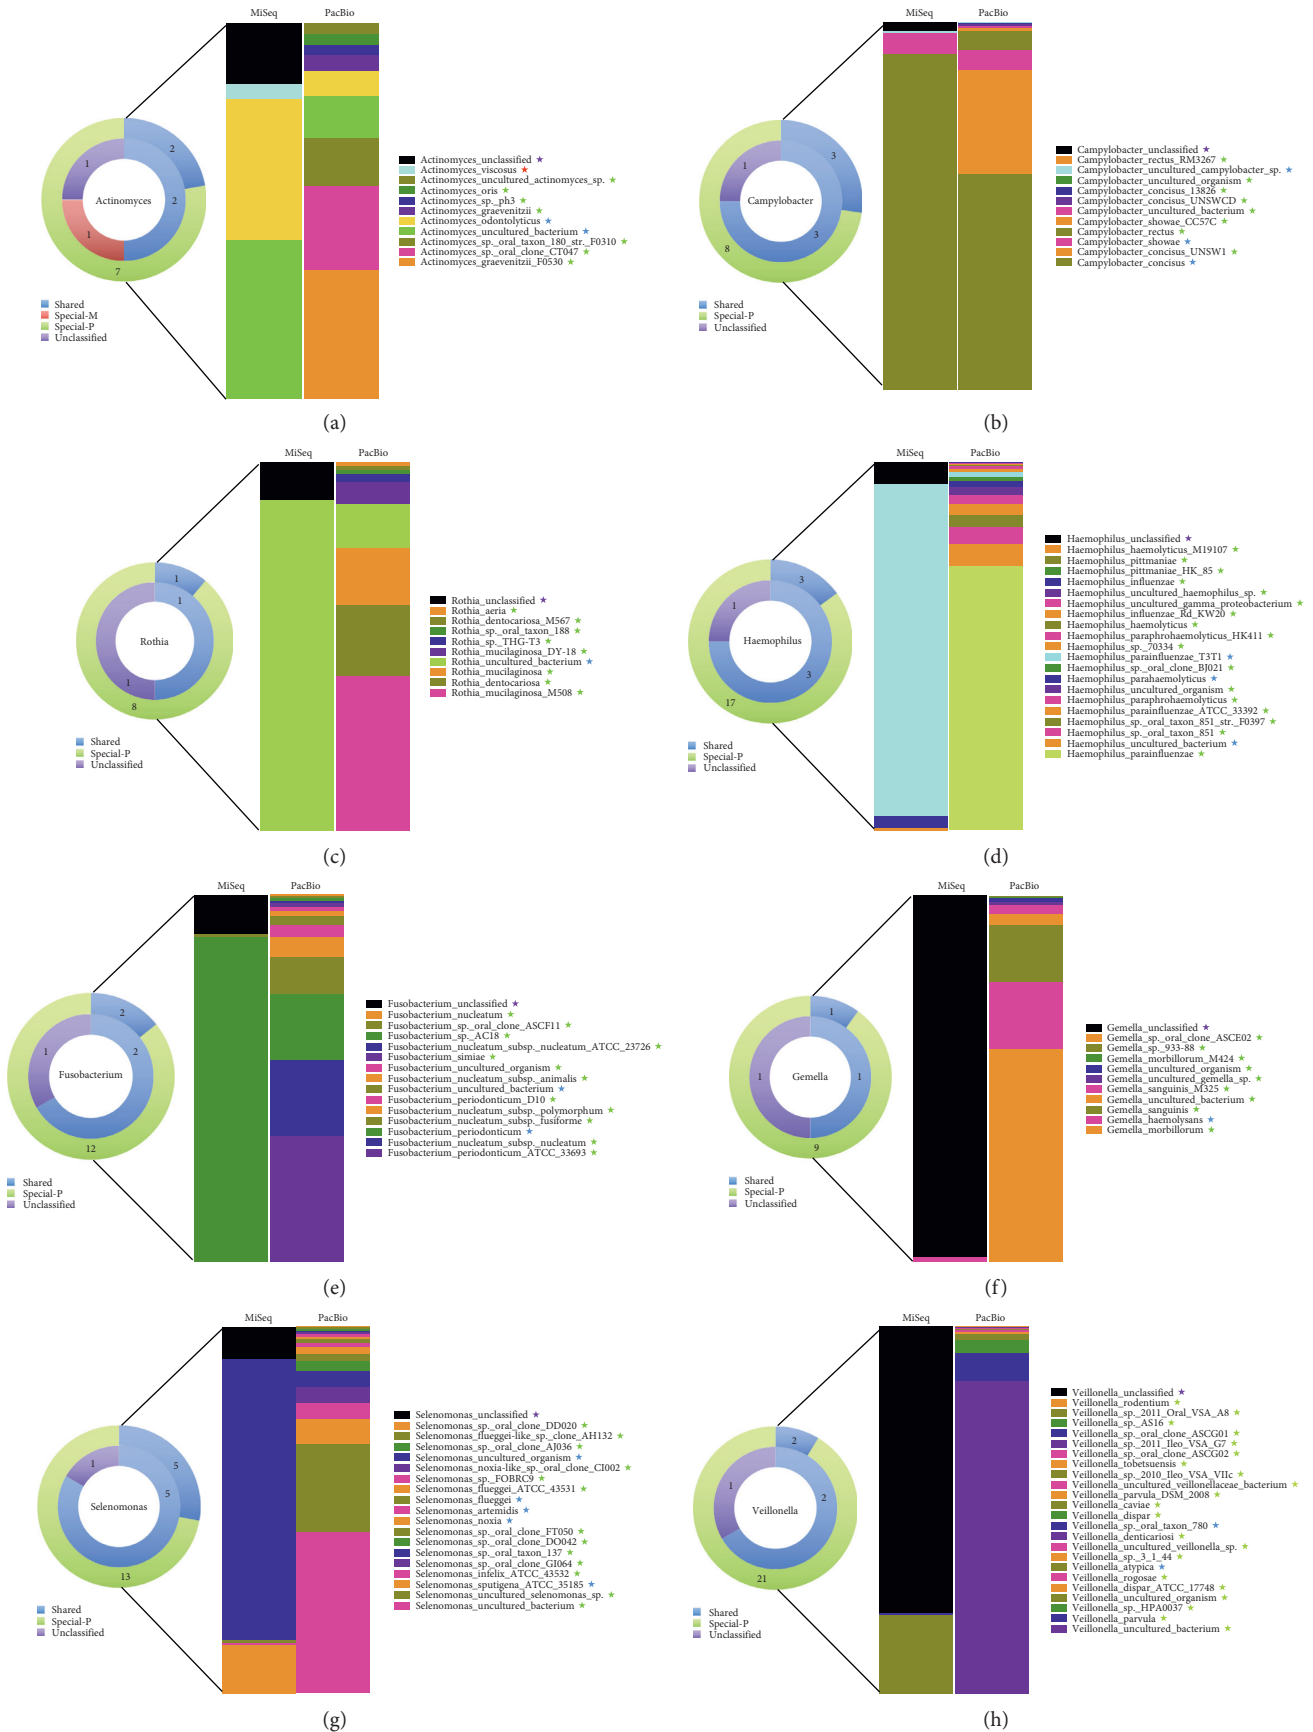 MiSeq PacBio
2
1
Actinomyces
2
1
7
Shared
Special-M
Special-P
Unclassified
Actinomyces_unclassified ★
Actinomyces_viscosus ★
Actinomyces_uncultured_actinomyces_sp. ★
Actinomyces_oris ★
Actinomyces_sp._ph3 ★
Actinomyces_graevenitzii ★
Actinomyces_odontolyticus ★
Actinomyces_uncultured_bacterium ★
Actinomyces_sp._oral_taxon_180_str._F0310 ★
Actinomyces_sp._oral_clone_CT047 ★
Actinomyces_graevenitzii_F0530 ★
(a)
MiSeq PacBio
3
1
Campylobacter
3
8
Shared
Special-P
Unclassified
Campylobacter_unclassified ★
Campylobacter_rectus_RM3267 ★
Campylobacter_uncultured_campylobacter_sp. ★
Campylobacter_uncultured_organism ★
Campylobacter_concisus_13826 ★
Campylobacter_concisus_UNSWCD ★
Campylobacter_uncultured_bacterium ★
Campylobacter_showae_CC57C ★
Campylobacter_rectus ★
Campylobacter_showae ★
Campylobacter_concisus_UNSW1 ★
Campylobacter_concisus ★
(b)
MiSeq PacBio
1
1
Rothia
1
8
Shared
Special-P
Unclassified
Rothia_unclassified ★
Rothia_aeria ★
Rothia_dentocariosa_M567 ★
Rothia_sp._oral_taxon_188 ★
Rothia_sp._THG-T3 ★
Rothia_mucilaginosa_DY-18 ★
Rothia_uncultured_bacterium ★
Rothia_mucilaginosa ★
Rothia_dentocariosa ★
Rothia_mucilaginosa_M508 ★
(c)
MiSeq PacBio
3
1
Haemophilus
3
17
Shared
Special-P
Unclassified
Haemophilus_unclassified ★
Haemophilus_haemolyticus_M19107 ★
Haemophilus_pittmaniae ★
Haemophilus_pittmaniae_HK_85 ★
Haemophilus_influenzae ★
Haemophilus_uncultured_haemophilus_sp. ★
Haemophilus_uncultured_gamma_proteobacterium ★
Haemophilus_influenzae_Rd_KW20 ★
Haemophilus_haemolyticus ★
Haemophilus_paraphrohaemolyticus_HK411 ★
Haemophilus_sp._70334 ★
Haemophilus_parainfluenzae_T3T1 ★
Haemophilus_sp._oral_clone_BJ021 ★
Haemophilus_parahaemolyticus ★
Haemophilus_uncultured_organism ★
Haemophilus_paraphrohaemolyticus ★
Haemophilus_parainfluenzae_ATCC_33392 ★
Haemophilus_sp._oral_taxon_851_str._F0397 ★
Haemophilus_sp._oral_taxon_851 ★
Haemophilus_uncultured_bacterium ★
Haemophilus_parainfluenzae ★
(d)
MiSeq PacBio
2
1
2
Fusobacterium
12
Shared
Special-P
Unclassified
Fusobacterium_unclassified ★
Fusobacterium_nucleatum ★
Fusobacterium_sp._oral_clone_ASCF11 ★
Fusobacterium_sp._AC18 ★
Fusobacterium_nucleatum_subsp._nucleatum_ATCC_23726 ★
Fusobacterium_simiae ★
Fusobacterium_uncultured_organism ★
Fusobacterium_nucleatum_subsp._animalis ★
Fusobacterium_uncultured_bacterium ★
Fusobacterium_periodonticum_D10 ★
Fusobacterium_nucleatum_subsp._polymorphum ★
Fusobacterium_nucleatum_subsp._fusiforme ★
Fusobacterium_periodonticum ★
Fusobacterium_nucleatum_subsp._nucleatum ★
Fusobacterium_periodonticum_ATCC_33693 ★
(e)
MiSeq PacBio
1
1
Gemella
1
9
Shared
Special-P
Unclassified
Gemella_unclassified ★
Gemella_sp._oral_clone_ASCE02 ★
Gemella_sp._933-88 ★
Gemella_morbillorum_M424 ★
Gemella_uncultured_organism ★
Gemella_uncultured_gemella_sp. ★
Gemella_sanguinis_M325 ★
Gemella_uncultured_bacterium ★
Gemella_sanguinis ★
Gemella_haemolysans ★
Gemella_morbillorum ★
(f)
MiSeq PacBio
5
1
5
Selenomonas
13
Shared
Special-P
Unclassified
Selenomonas_unclassified ★
Selenomonas_sp._oral_clone_DD020 ★
Selenomonas_flueggei-like_sp._clone_AH132 ★
Selenomonas_sp._oral_clone_AJ036 ★
Selenomonas_uncultured_organism ★
Selenomonas_noxia-like_sp._oral_clone_CI002 ★
Selenomonas_sp._FOBRC9 ★
Selenomonas_flueggei_ATCC_43531 ★
Selenomonas_flueggei ★
Selenomonas_artemidis ★
Selenomonas_noxia ★
Selenomonas_sp._oral_clone_FT050 ★
Selenomonas_sp._oral_clone_DO042 ★
Selenomonas_sp._oral_taxon_137 ★
Selenomonas_sp._oral_clone_GI064 ★
Selenomonas_infelix_ATCC_43532 ★
Selenomonas_sputigena_ATCC_35185 ★
Selenomonas_uncultured_selenomonas_sp. ★
Selenomonas_uncultured_bacterium ★
(g)
MiSeq PacBio
2
1
2
Veillonella
21
Shared
Special-P
Unclassified
Veillonella_unclassified ★
Veillonella_rodentium ★
Veillonella_sp._2011_Oral_VSA_A8 ★
Veillonella_sp._AS16 ★
Veillonella_sp._oral_clone_ASCG01 ★
Veillonella_sp._2011_Ileo_VSA_G7 ★
Veillonella_sp._oral_clone_ASCG02 ★
Veillonella_tobetsuensis ★
Veillonella_sp._2010_Ileo_VSA_VIIc ★
Veillonella_uncultured_veillonellaceae_bacterium ★
Veillonella_parvula_DSM_2008 ★
Veillonella_caviae ★
Veillonella_dispar ★
Veillonella_sp._oral_taxon_780 ★
Veillonella_denticariosi ★
Veillonella_uncultured_veillonella_sp. ★
Veillonella_sp._3_1_44 ★
Veillonella_atypica ★
Veillonella_rogosae ★
Veillonella_dispar_ATCC_17748 ★
Veillonella_uncultured_organism ★
Veillonella_sp._HPA0037 ★
Veillonella_parvula ★
Veillonella_uncultured_bacterium ★
(h)